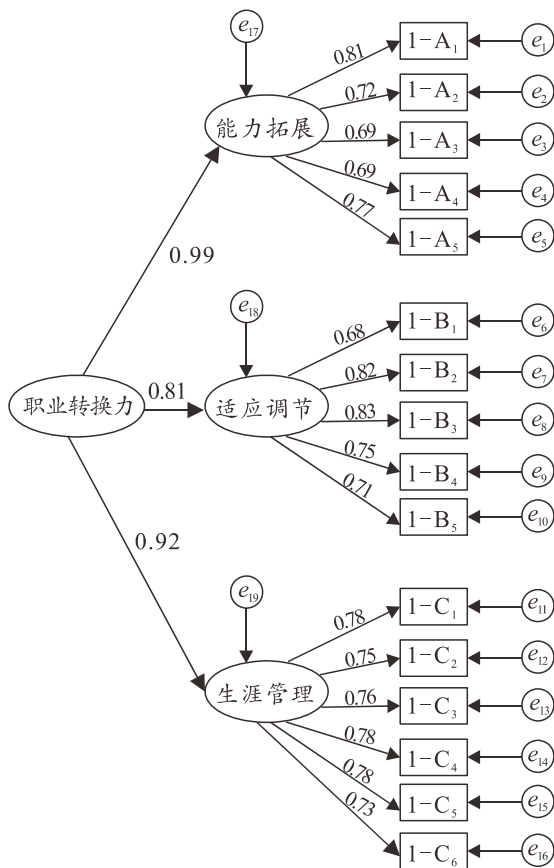 e₁₇
0.81
1-A₁
e₁
0.72
1-A₂
e₂
能力拓展
0.69
1-A₃
e₃
0.69
1-A₄
e₄
0.77
1-A₅
e₅
0.99
e₁₈
0.68
1-B₁
e₆
0.82
1-B₂
e₇
职业转换力
0.81
适应调节
0.83
1-B₃
e₈
0.75
1-B₄
e₉
0.71
1-B₅
e₁₀
0.92
e₁₉
0.78
1-C₁
e₁₁
0.75
1-C₂
e₁₂
生涯管理
0.76
1-C₃
e₁₃
0.78
1-C₄
e₁₄
0.78
1-C₅
e₁₅
0.73
1-C₆
e₁₆